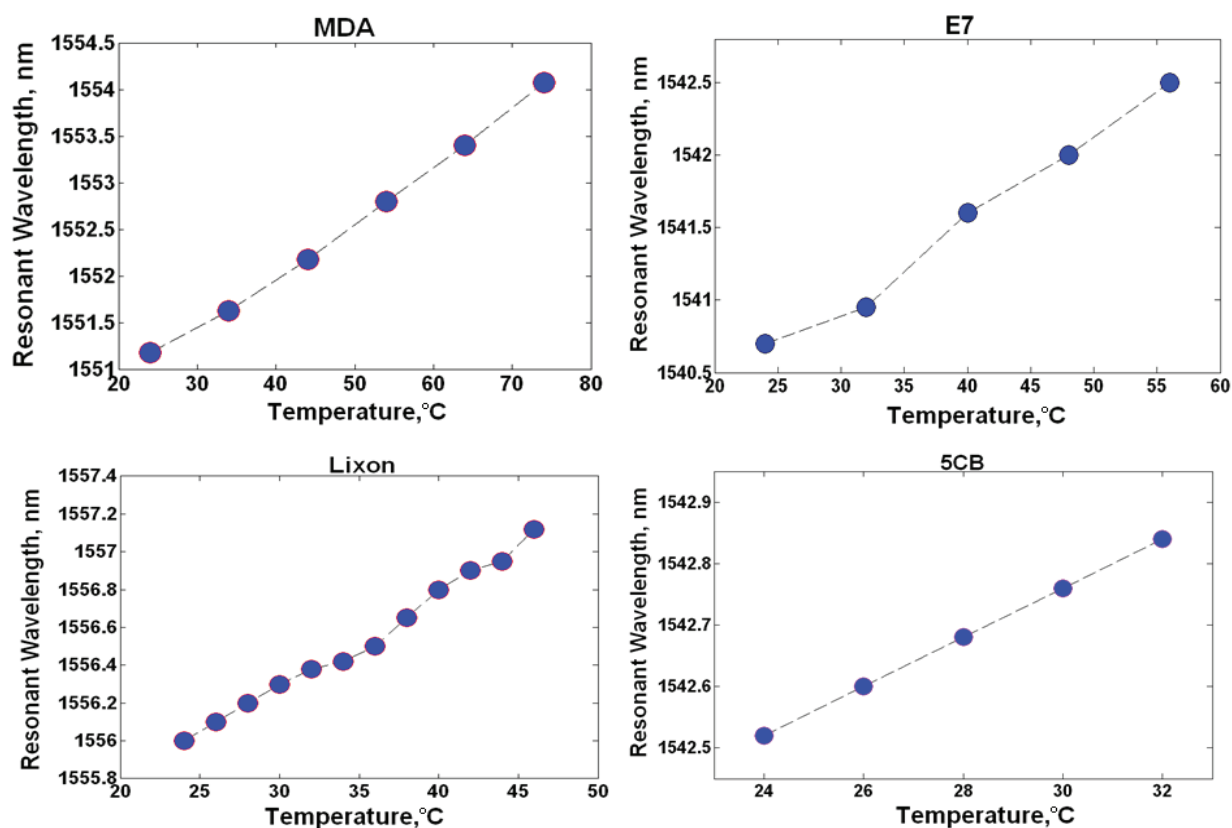 MDA
Resonant Wavelength, nm
1554.5
1554
1553.5
1553
1552.5
1552
1551.5
1551
20 30 40 50 60 70 80
Temperature,°C
E7
Resonant Wavelength, nm
1542.5
1542
1541.5
1541
1540.5
20 25 30 35 40 45 50 55 60
Temperature,°C
Lixon
Resonant Wavelength, nm
1557.4
1557.2
1557
1556.8
1556.6
1556.4
1556.2
1556
1555.8
20 25 30 35 40 45 50
Temperature,°C
5CB
Resonant Wavelength, nm
1542.9
1542.8
1542.7
1542.6
1542.5
24 26 28 30 32
Temperature,°C